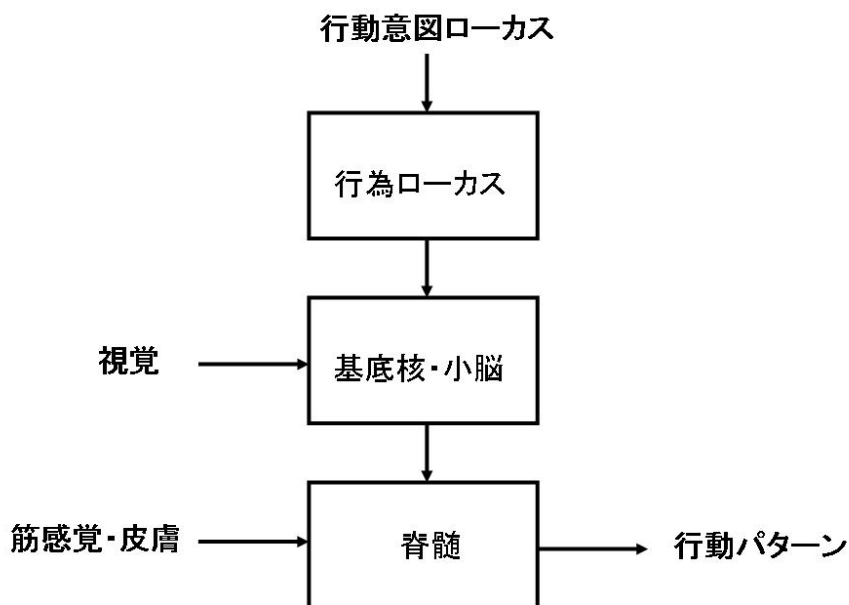 行動意図ローカス
行為ローカス
視覚
基底核・小脳
筋感覚・皮膚
脊髄
行動パターン